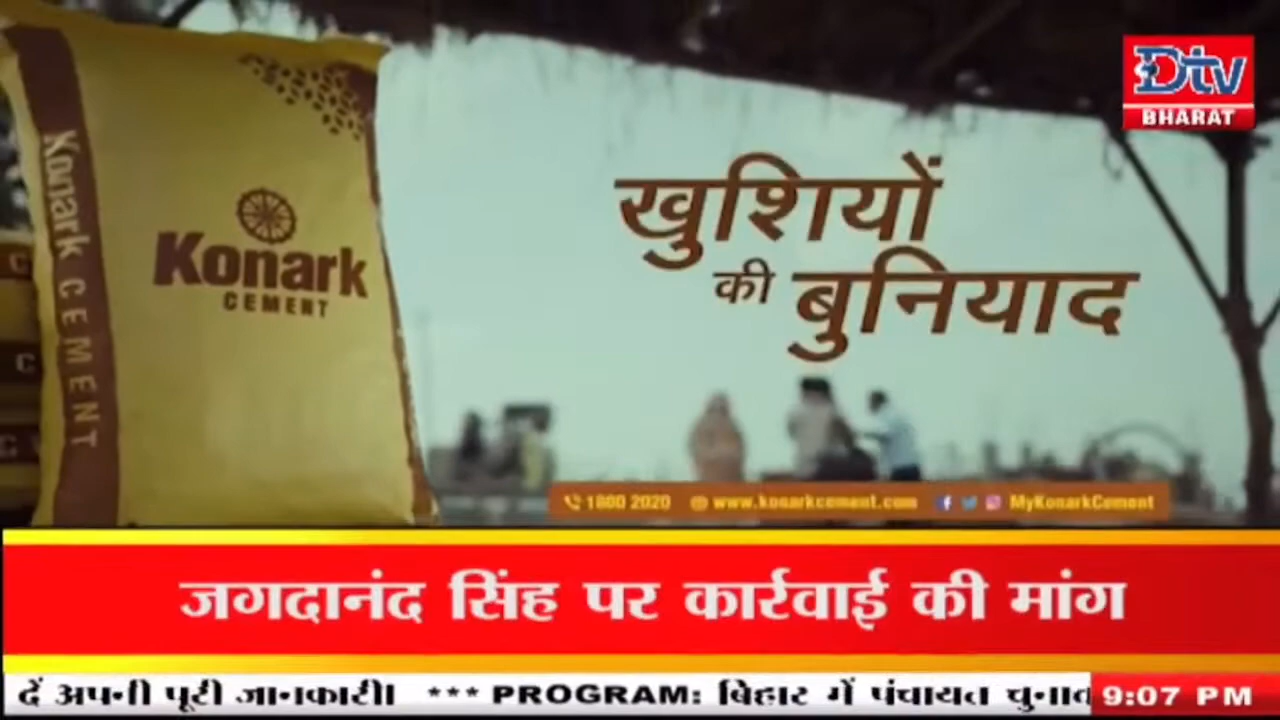 Dtv
BHARAT
Konark CEMENT
Konark
CEMENT
खुशियों
की बुनियाद
1800 2020 www.konarkcement.com MyKonarkCement
जगदानंद सिंह पर कार्रवाई की मांग
दें अपनी पूरी जानकारी। *** PROGRAM: बिहार में पंचायत चुनाव
9:07 PM